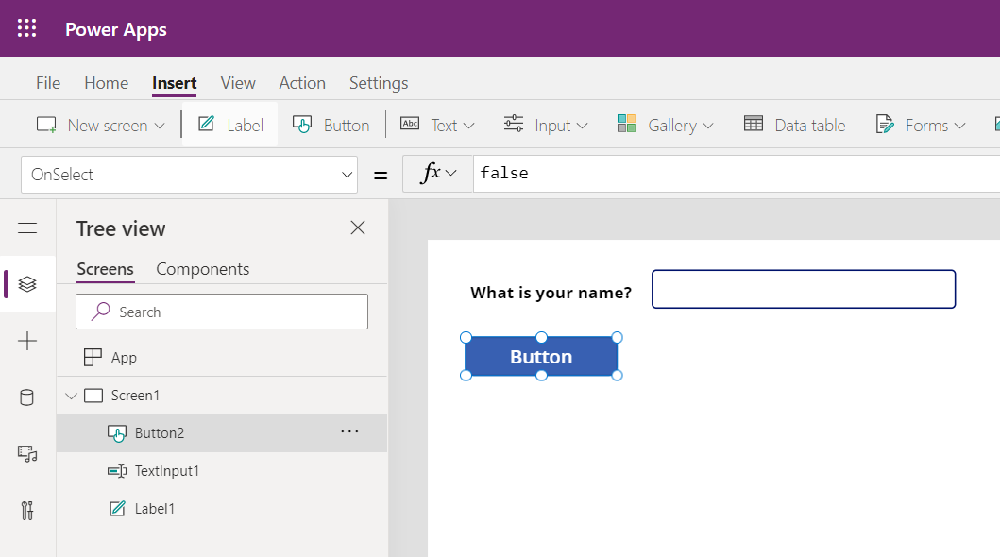 Power Apps
File Home Insert View Action Settings
New screen Label Button Abc Text Input Gallery Data table Forms
OnSelect = fx false
Tree view
Screens Components
Search
App
Screen1
Button2 ...
TextInput1
Label1
What is your name?
Button